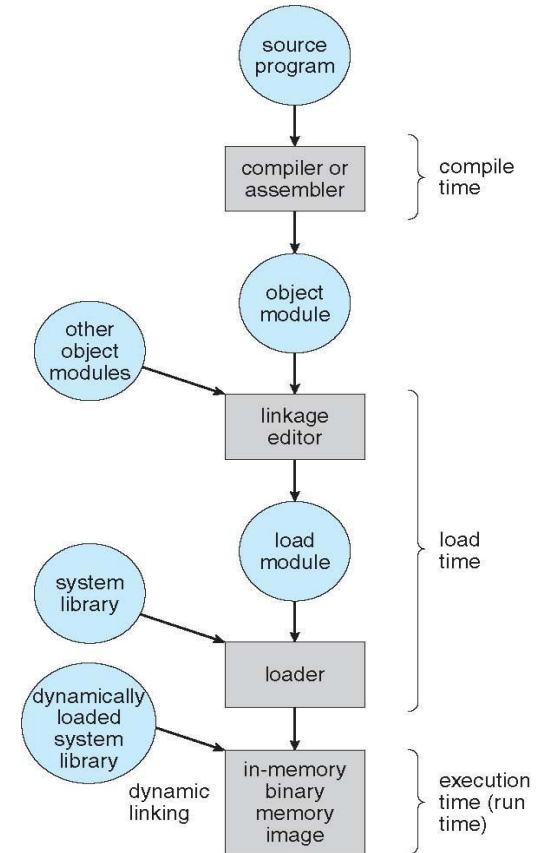 source
program
compiler or
assembler
compile
time
object
module
other
object
modules
linkage
editor
load
module
load
time
system
library
loader
dynamically
loaded
system
library
dynamic
linking
in-memory
binary
memory
image
execution
time (run
time)